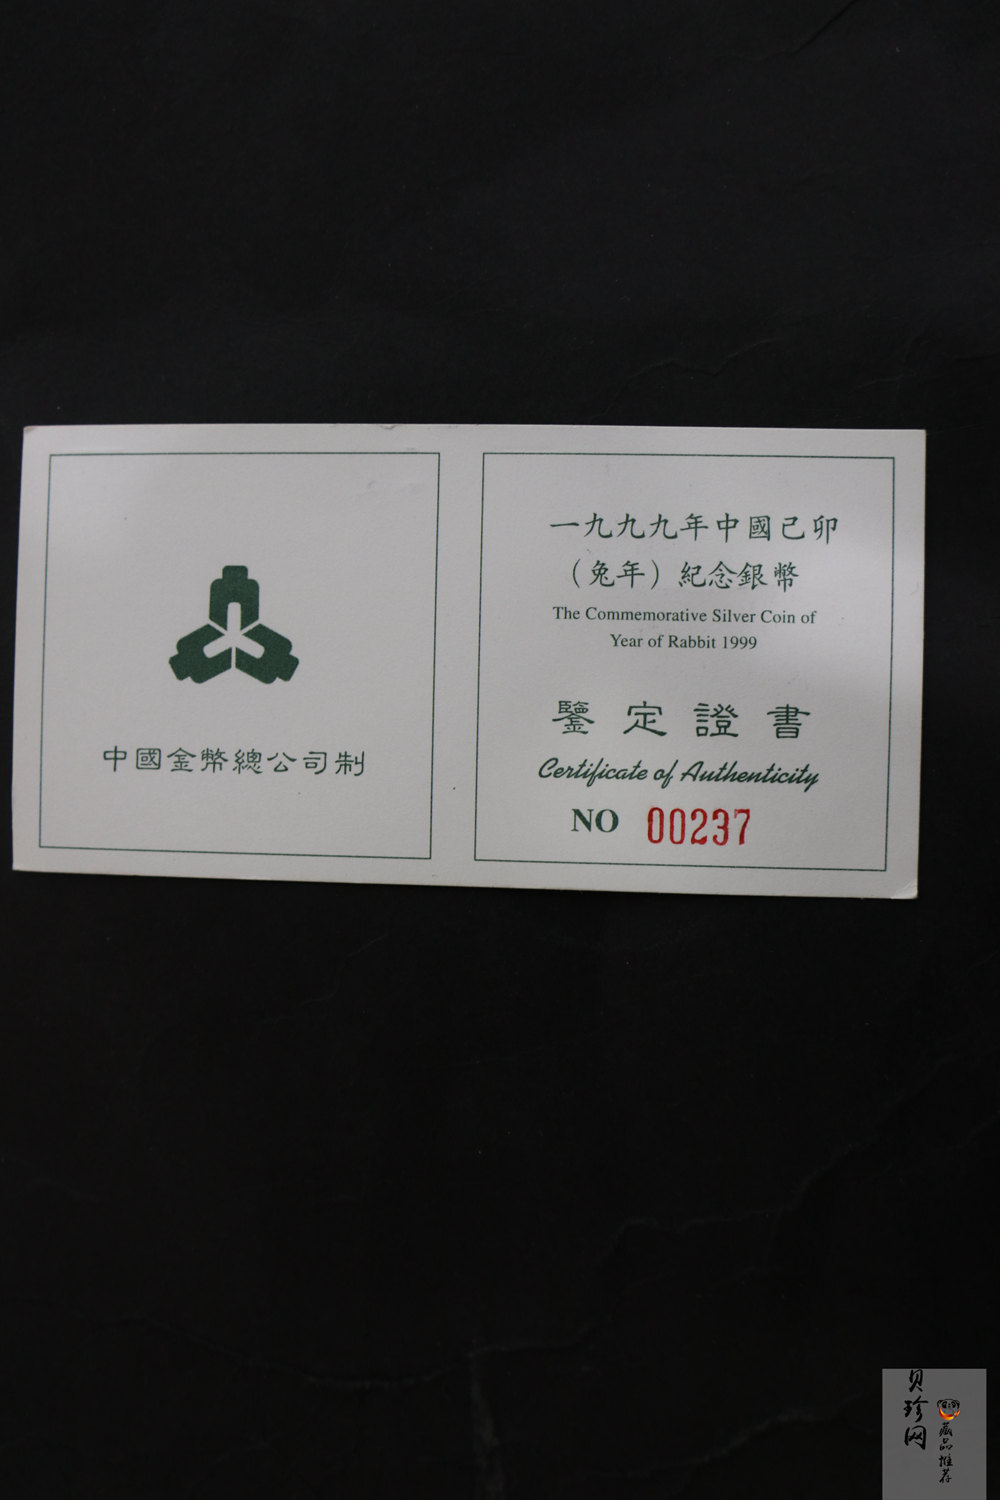 中國金幣總公司制
一九九九年中國己卯
（兔年）紀念銀幣
The Commemorative Silver Coin of
Year of Rabbit 1999
鑒定證書
Certificate of Authenticity
NO 00237
贝珍网
藏品推荐